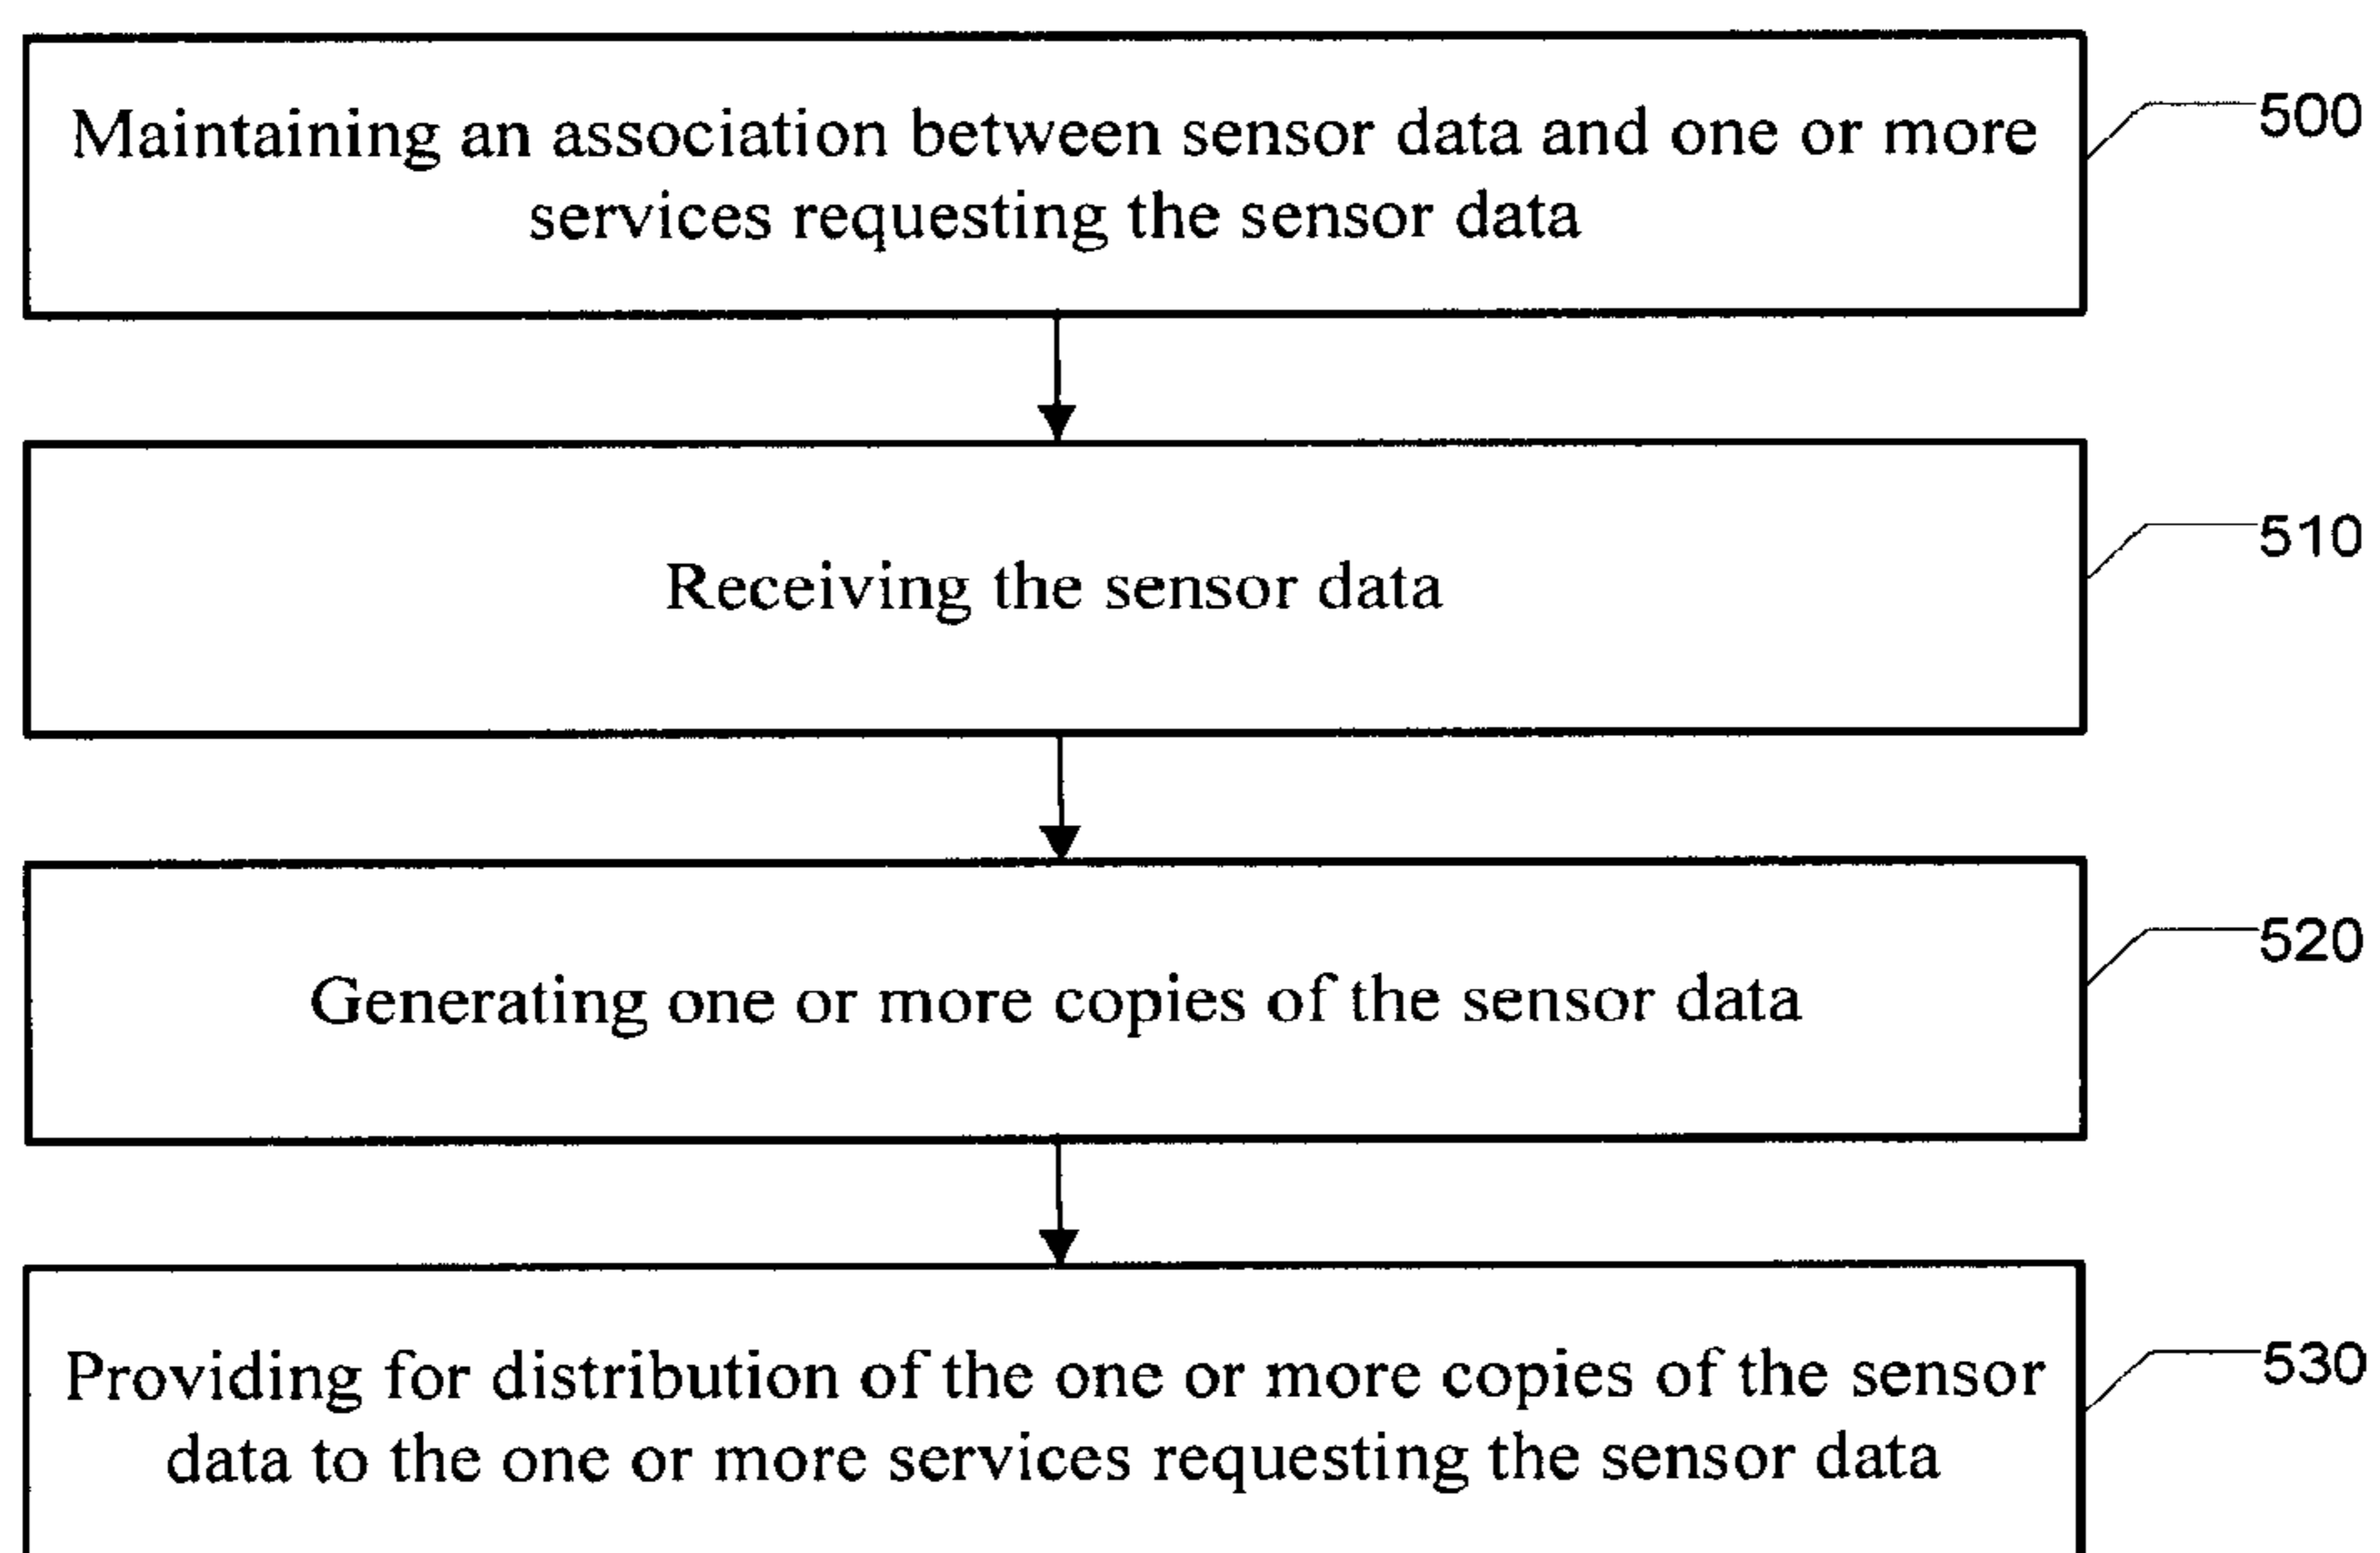 Maintaining an association between sensor data and one or more
services requesting the sensor data
500
Receiving the sensor data
510
Generating one or more copies of the sensor data
520
Providing for distribution of the one or more copies of the sensor
data to the one or more services requesting the sensor data
530